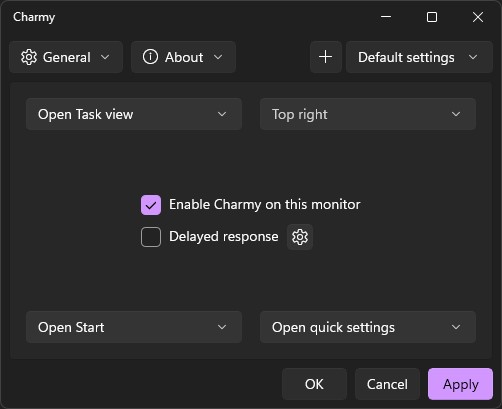 Charmy
General
About
Default settings
Open Task view
Top right
Enable Charmy on this monitor
Delayed response
Open Start
Open quick settings
OK
Cancel
Apply